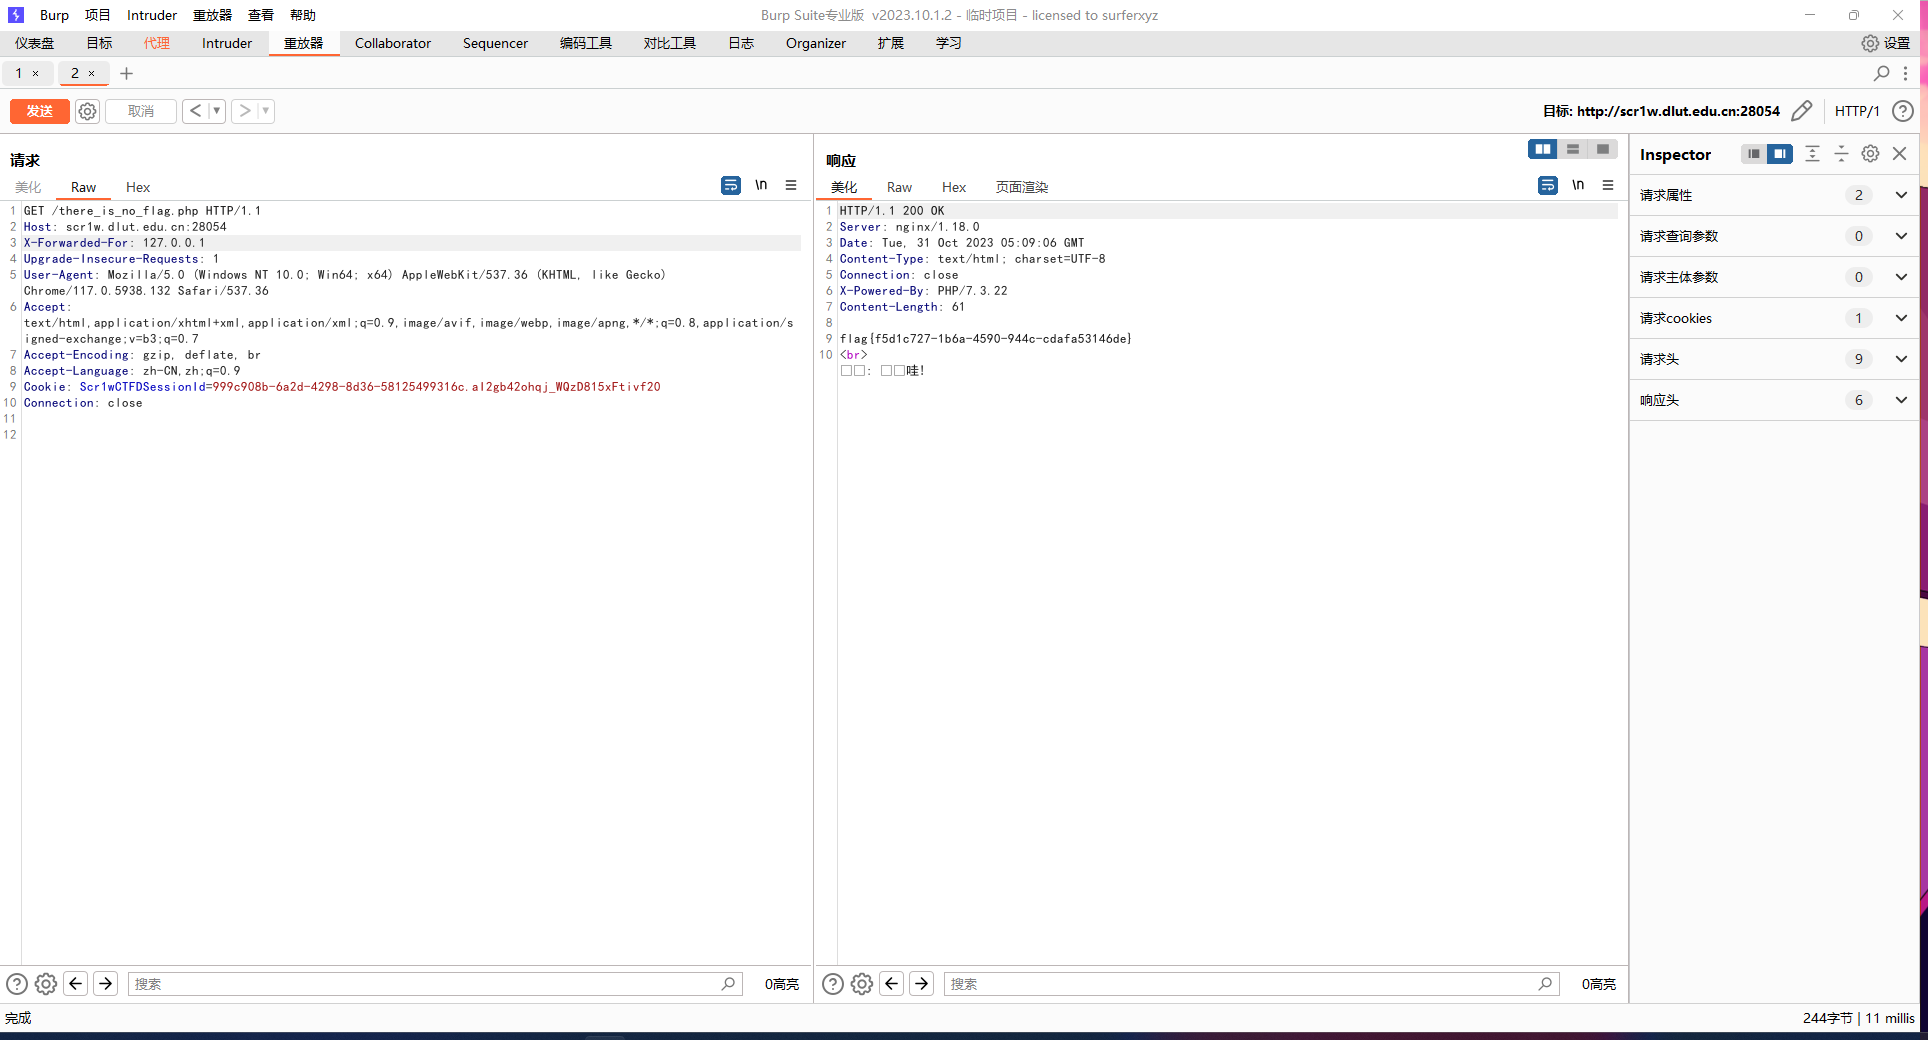 Burp 项目 Intruder 重放器 查看 帮助
Burp Suite专业版 v2023.10.1.2 - 临时项目 - licensed to surferxyz
仪表盘 目标 代理 Intruder 重放器 Collaborator Sequencer 编码工具 对比工具 日志 Organizer 扩展 学习 设置
1 × 2 × +
发送 取消 < >
目标: http://scr1w.dlut.edu.cn:28054 HTTP/1 ?
请求
美化 Raw Hex \n
1 GET /there_is_no_flag.php HTTP/1.1
2 Host: scr1w.dlut.edu.cn:28054
3 X-Forwarded-For: 127.0.0.1
4 Upgrade-Insecure-Requests: 1
5 User-Agent: Mozilla/5.0 (Windows NT 10.0; Win64; x64) AppleWebKit/537.36 (KHTML, like Gecko)
Chrome/117.0.5938.132 Safari/537.36
6 Accept:
text/html,application/xhtml+xml,application/xml;q=0.9,image/avif,image/webp,image/apng,*/*;q=0.8,application/s
igned-exchange;v=b3;q=0.7
7 Accept-Encoding: gzip, deflate, br
8 Accept-Language: zh-CN,zh;q=0.9
9 Cookie: Scr1wCTFDSessionId=999c908b-6a2d-4298-8d36-58125499316c.aI2gb42ohqj_WQzD815xFtivf20
10 Connection: close
11
12
响应
美化 Raw Hex 页面渲染 \n
1 HTTP/1.1 200 OK
2 Server: nginx/1.18.0
3 Date: Tue, 31 Oct 2023 05:09:06 GMT
4 Content-Type: text/html; charset=UTF-8
5 Connection: close
6 X-Powered-By: PHP/7.3.22
7 Content-Length: 61
8
9 flag{f5d1c727-1b6a-4590-944c-cdafa53146de}
10 <br>
□□: □□哇!
Inspector
请求属性 2
请求查询参数 0
请求主体参数 0
请求cookies 1
请求头 9
响应头 6
? 搜索 0高亮
? 搜索 0高亮
完成
244字节 | 11 millis